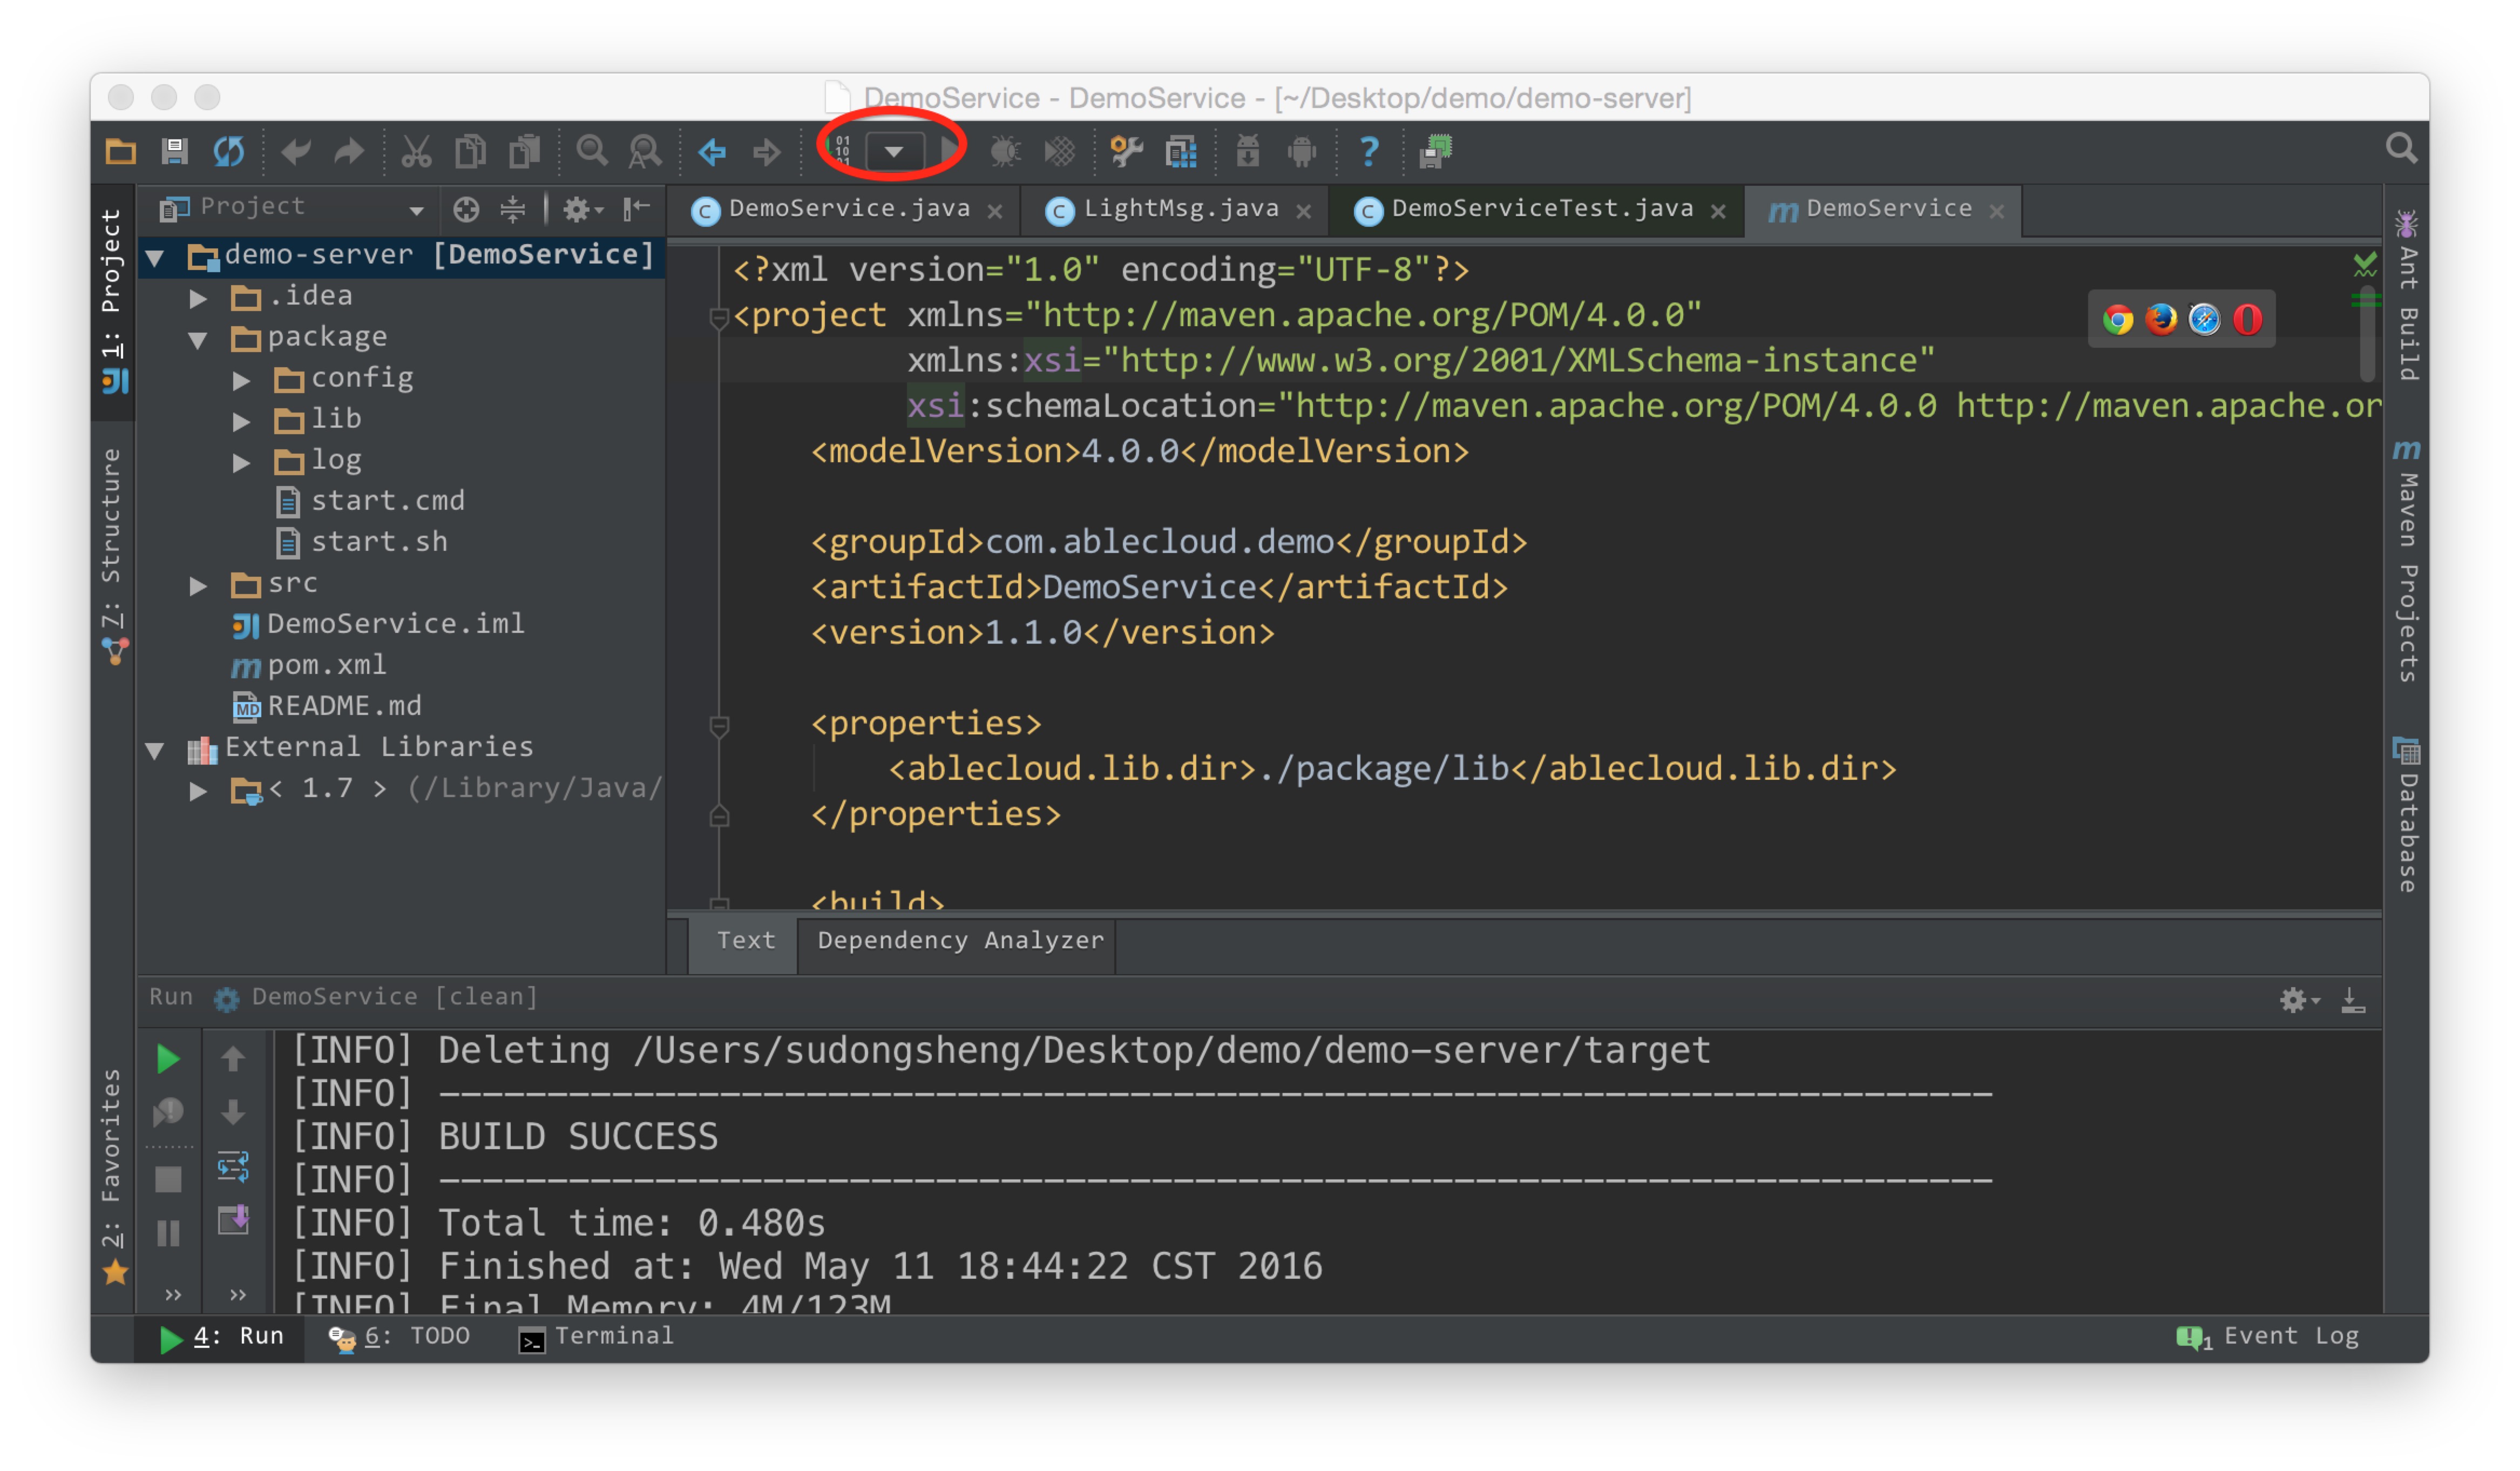 DemoService - DemoService - [~/Desktop/demo/demo-server]
Project
DemoService.java
LightMsg.java
DemoServiceTest.java
DemoService
1: Project
7: Structure
2: Favorites
demo-server [DemoService]
.idea
package
config
lib
log
start.cmd
start.sh
src
DemoService.iml
pom.xml
README.md
External Libraries
< 1.7 > (/Library/Java/
<?xml version="1.0" encoding="UTF-8"?>
<project xmlns="http://maven.apache.org/POM/4.0.0"
xmlns:xsi="http://www.w3.org/2001/XMLSchema-instance"
xsi:schemaLocation="http://maven.apache.org/POM/4.0.0 http://maven.apache.or
<modelVersion>4.0.0</modelVersion>
<groupId>com.ablecloud.demo</groupId>
<artifactId>DemoService</artifactId>
<version>1.1.0</version>
<properties>
<ablecloud.lib.dir>./package/lib</ablecloud.lib.dir>
</properties>
<build>
Ant Build
Maven Projects
Database
Text
Dependency Analyzer
Run DemoService [clean]
[INFO] Deleting /Users/sudongsheng/Desktop/demo/demo-server/target
[INFO] ------------------------------------------------------------------------
[INFO] BUILD SUCCESS
[INFO] ------------------------------------------------------------------------
[INFO] Total time: 0.480s
[INFO] Finished at: Wed May 11 18:44:22 CST 2016
[INFO] Final Memory: 4M/123M
4: Run
6: TODO
Terminal
1 Event Log